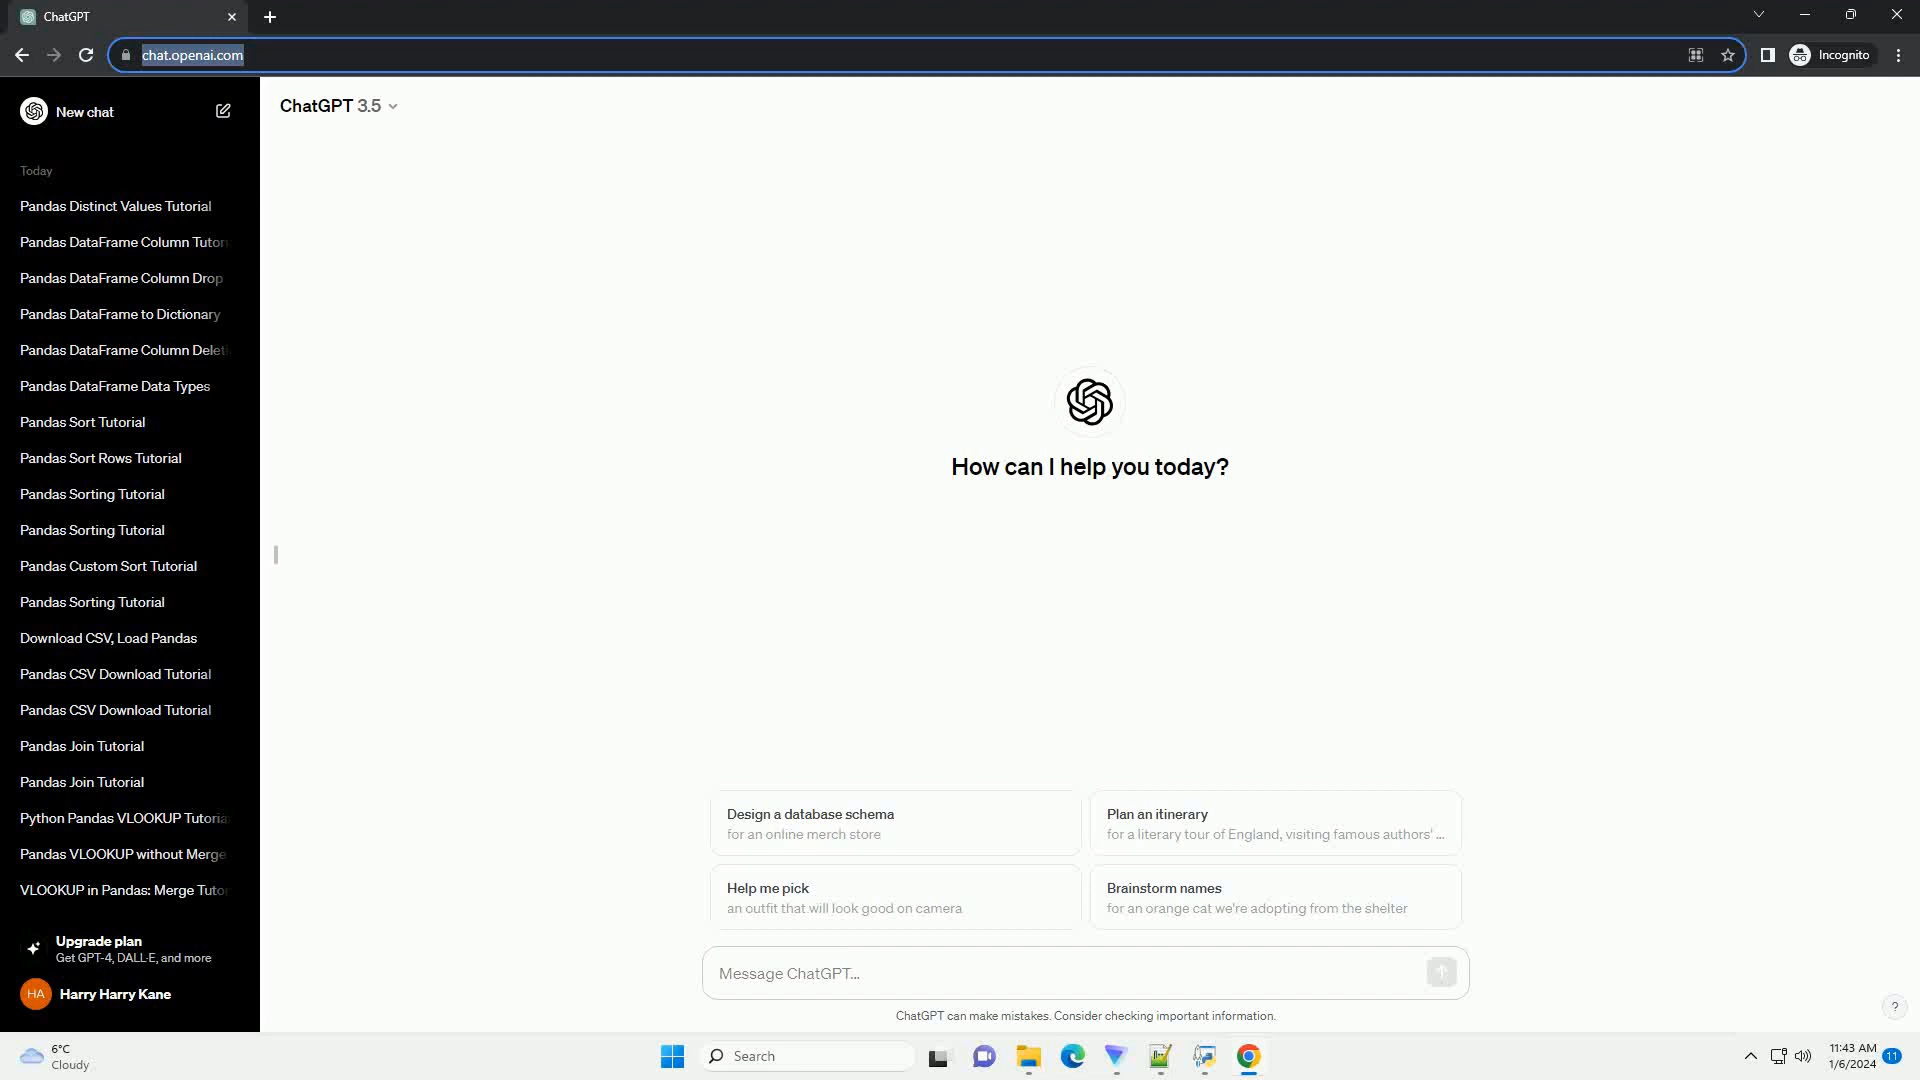 ChatGPT
chat.openai.com
Incognito
New chat
ChatGPT 3.5
Today
Pandas Distinct Values Tutorial
Pandas DataFrame Column Tutor
Pandas DataFrame Column Drop
Pandas DataFrame to Dictionary
Pandas DataFrame Column Delet
Pandas DataFrame Data Types
Pandas Sort Tutorial
Pandas Sort Rows Tutorial
Pandas Sorting Tutorial
Pandas Sorting Tutorial
Pandas Custom Sort Tutorial
Pandas Sorting Tutorial
Download CSV, Load Pandas
Pandas CSV Download Tutorial
Pandas CSV Download Tutorial
Pandas Join Tutorial
Pandas Join Tutorial
Python Pandas VLOOKUP Tutoria
Pandas VLOOKUP without Merge
VLOOKUP in Pandas: Merge Tutor
Upgrade plan
Get GPT-4, DALL·E, and more
HA
Harry Harry Kane
How can I help you today?
Design a database schema
for an online merch store
Plan an itinerary
for a literary tour of England, visiting famous authors' ...
Help me pick
an outfit that will look good on camera
Brainstorm names
for an orange cat we're adopting from the shelter
Message ChatGPT...
ChatGPT can make mistakes. Consider checking important information.
?
6°C
Cloudy
Search
11:43 AM
1/6/2024
11